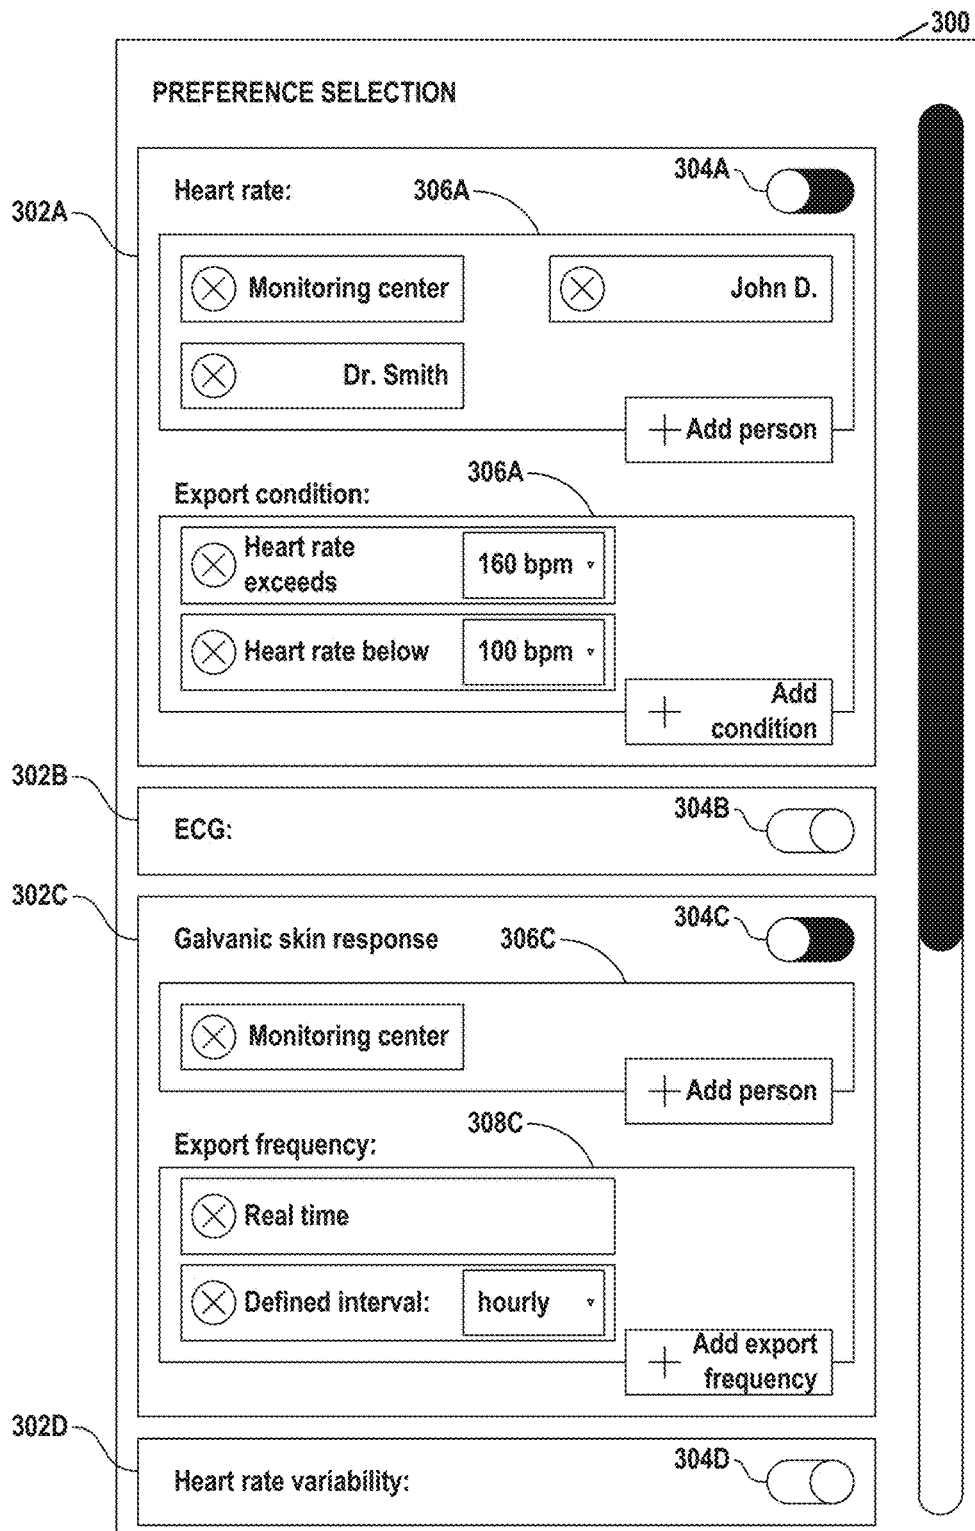 300
PREFERENCE SELECTION
304A
Heart rate:
306A
302A
Monitoring center
John D.
Dr. Smith
+ Add person
306A
Export condition:
Heart rate
exceeds
160 bpm
Heart rate below
100 bpm
+ Add
condition
302B
304B
ECG:
302C
304C
Galvanic skin response
306C
Monitoring center
+ Add person
308C
Export frequency:
Real time
Defined interval:
hourly
+ Add export
frequency
302D
304D
Heart rate variability: